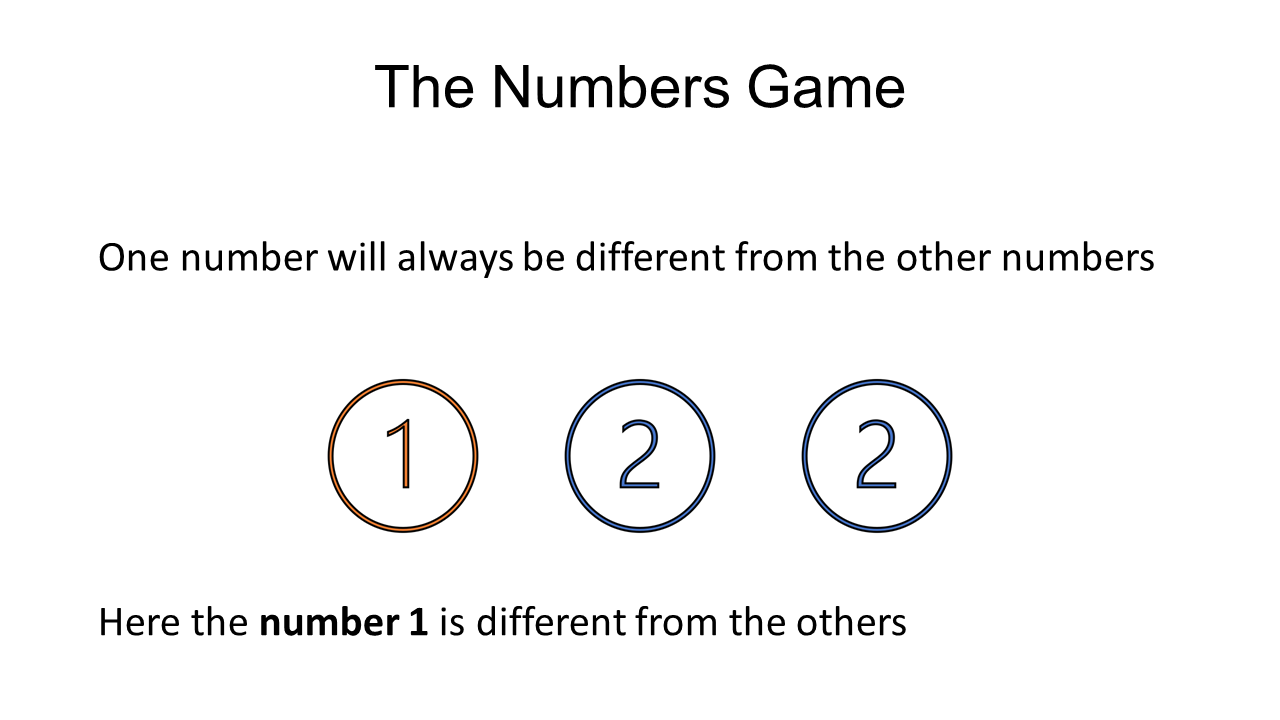 The Numbers Game
One number will always be different from the other numbers
1 2 2
Here the number 1 is different from the others